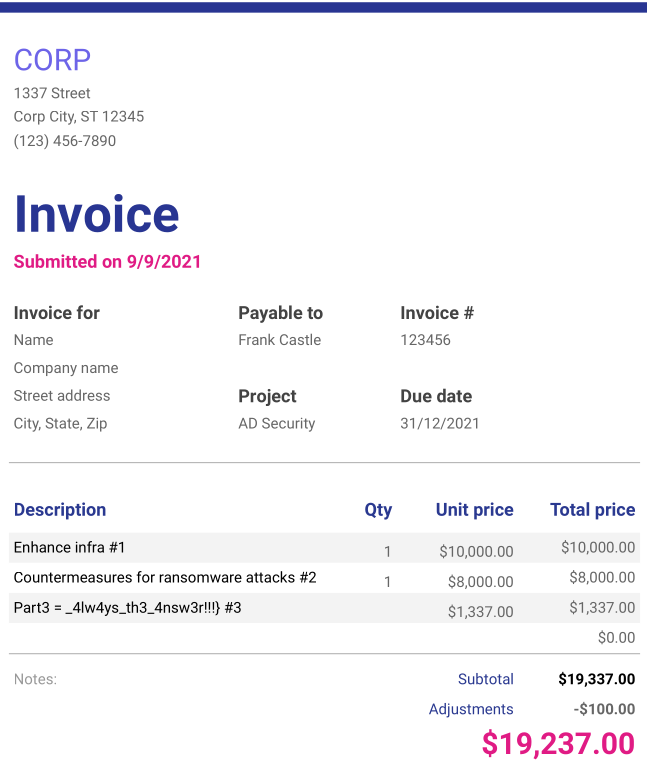 CORP
1337 Street
Corp City, ST 12345
(123) 456-7890
Invoice
Submitted on 9/9/2021
Invoice for Payable to Invoice #
Name Frank Castle 123456
Company name
Street address Project Due date
City, State, Zip AD Security 31/12/2021
Description Qty Unit price Total price
Enhance infra #1 1 $10,000.00 $10,000.00
Countermeasures for ransomware attacks #2 1 $8,000.00 $8,000.00
Part3 = _4lw4ys_th3_4nsw3r!!!} #3 $1,337.00 $1,337.00
$0.00
Notes: Subtotal $19,337.00
Adjustments -$100.00
$19,237.00